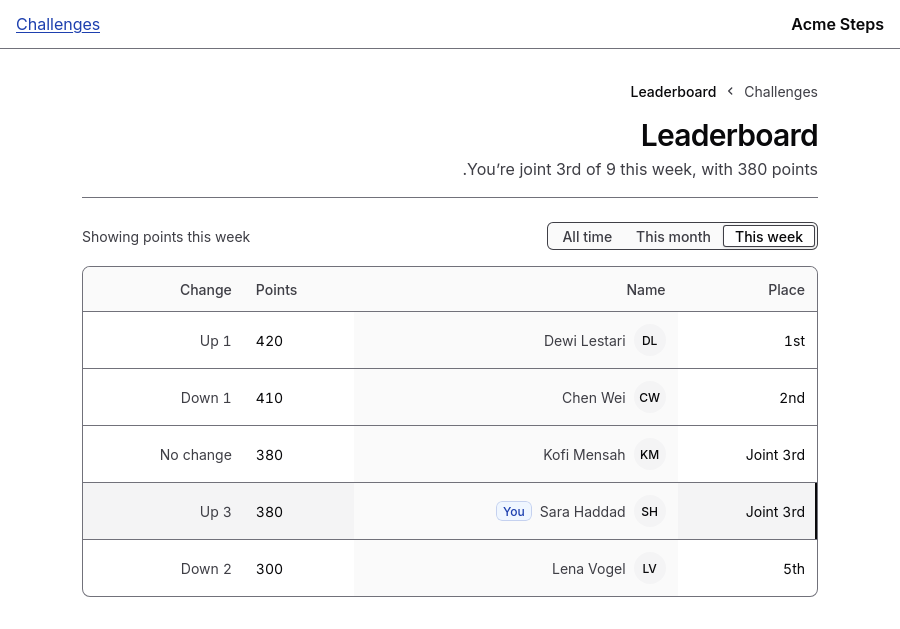 Acme Steps Challenges
Challenges ‹ Leaderboard
Leaderboard
.You’re joint 3rd of 9 this week, with 380 points
This week This month All time Showing points this week
Place Name Points Change
1st DL Dewi Lestari 420 Up 1
2nd CW Chen Wei 410 Down 1
Joint 3rd KM Kofi Mensah 380 No change
Joint 3rd SH Sara Haddad You 380 Up 3
5th LV Lena Vogel 300 Down 2